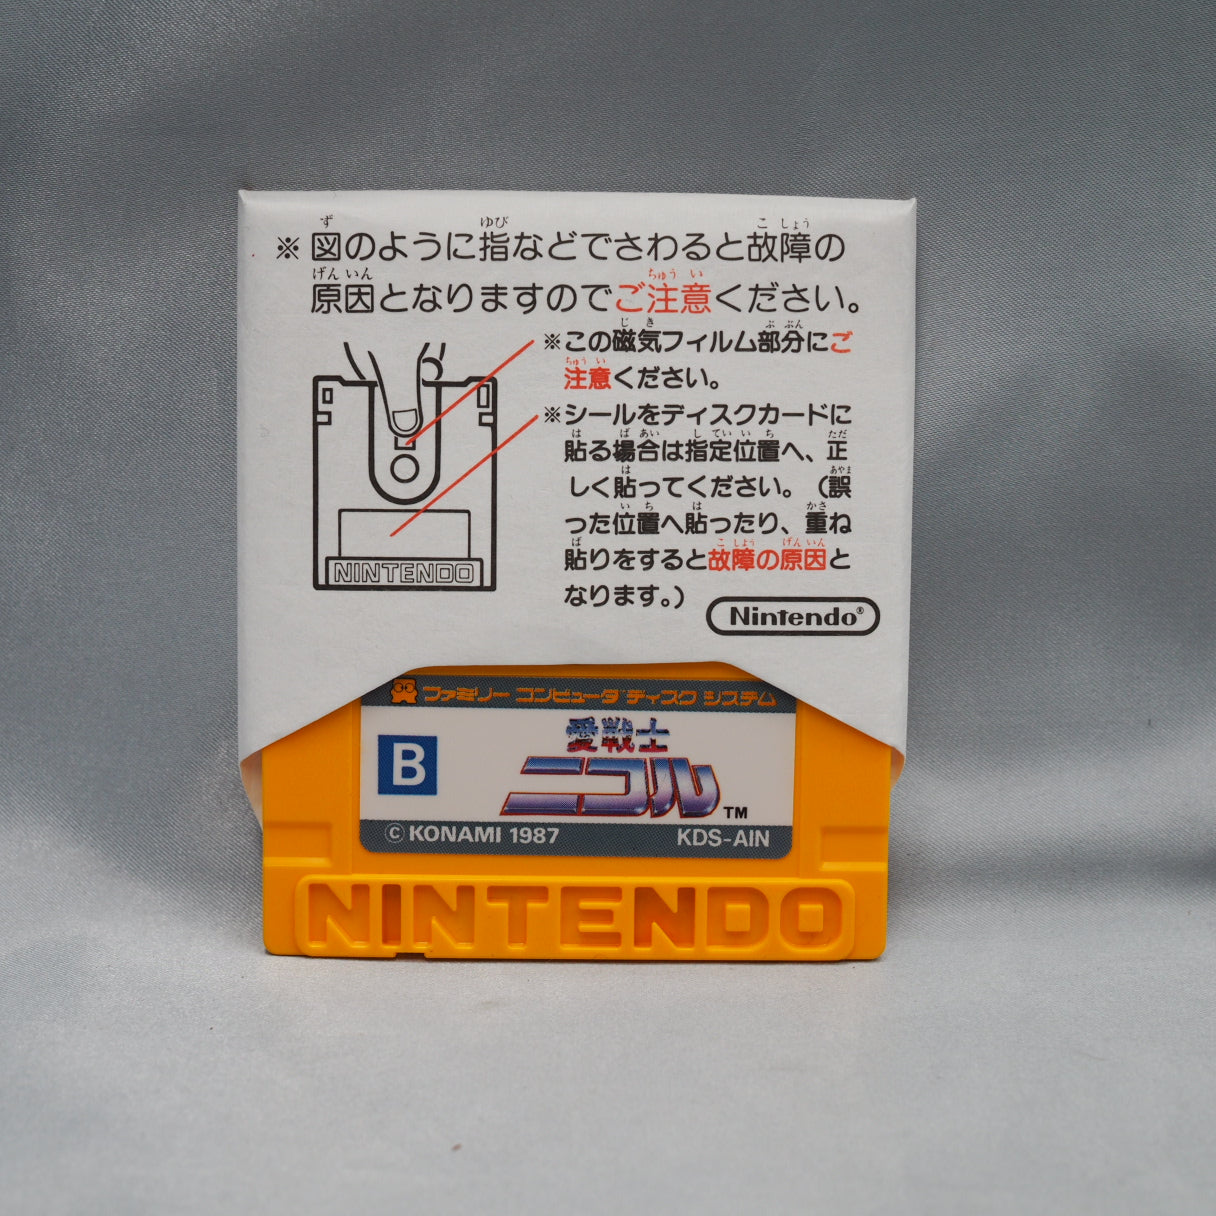 ※図のように指などでさわると故障の
原因となりますのでご注意ください。
※この磁気フィルム部分にご
注意ください。
※シールをディスクカードに
貼る場合は指定位置へ、正
しく貼ってください。（誤
った位置へ貼ったり、重ね
貼りをすると故障の原因と
なります。）
NINTENDO
Nintendo®
ファミリー コンピュータ ディスク システム
B
愛戦士
ニコル
TM
© KONAMI 1987
KDS-AIN
NINTENDO